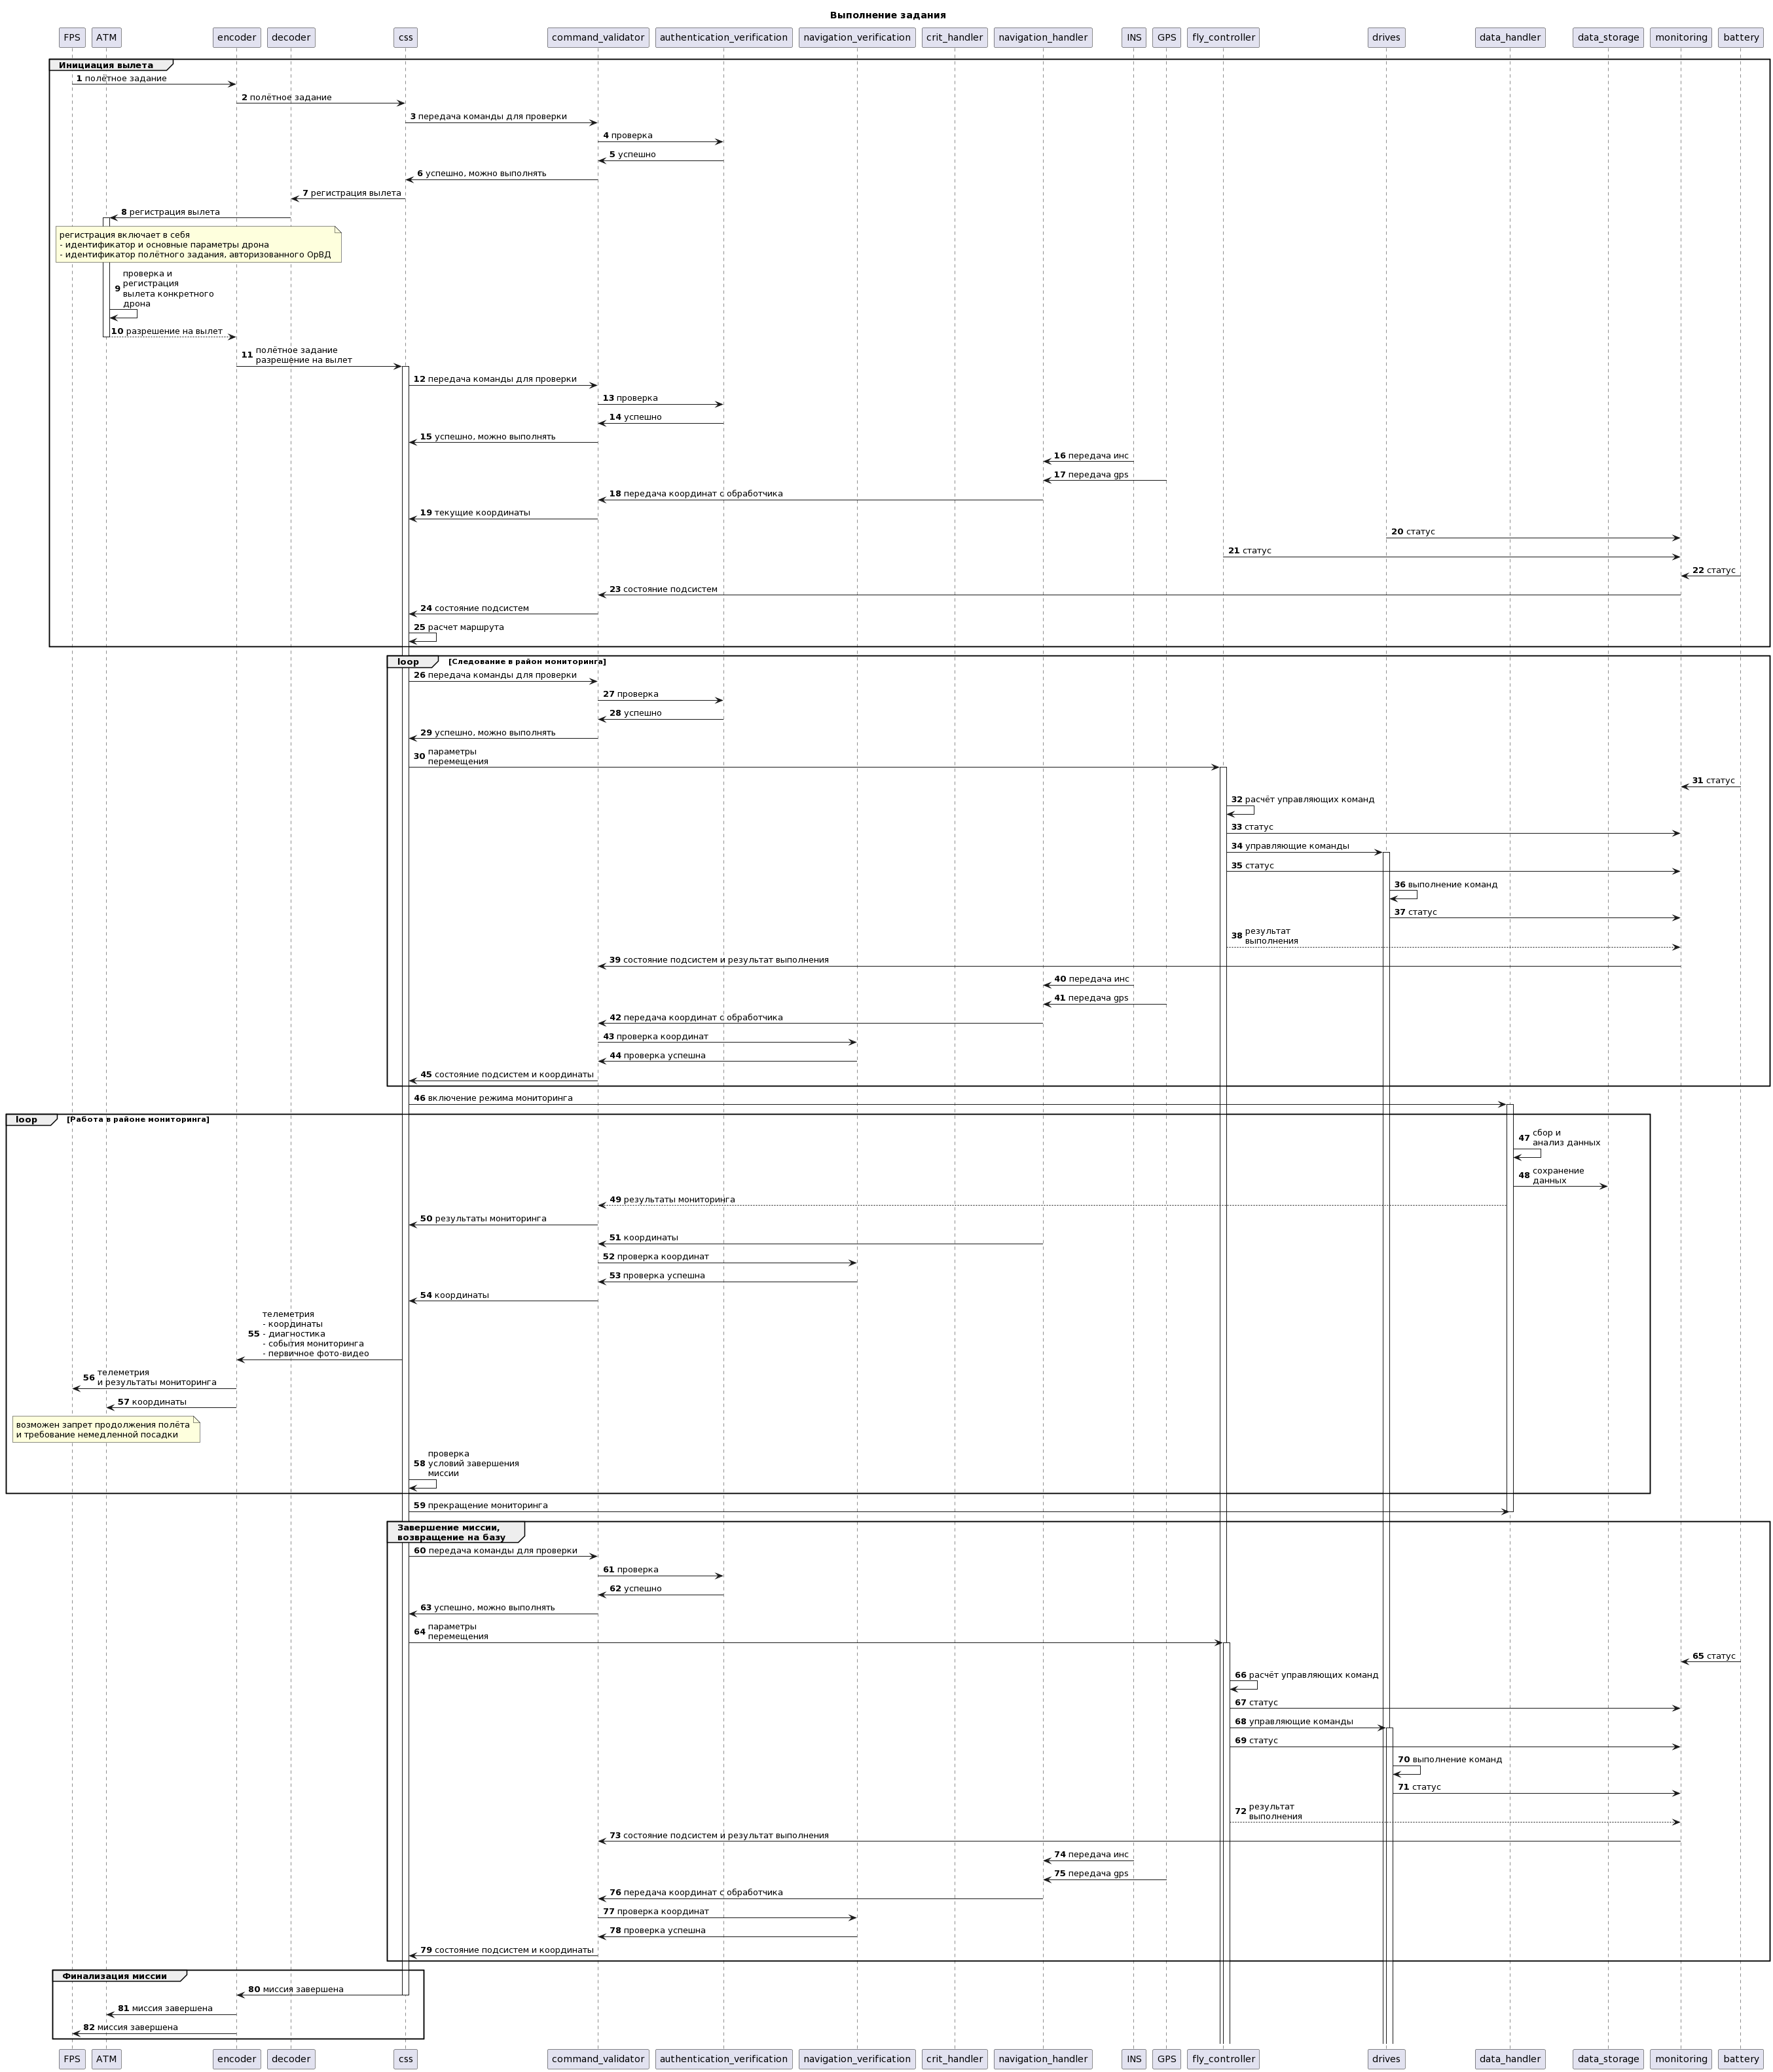 Выполнение задания
FPS ATM encoder decoder css command_validator authentication_verification navigation_verification crit_handler navigation_handler INS GPS fly_controller drives data_handler data_storage monitoring battery
Инициация вылета
1 полётное задание
2 полётное задание
3 передача команды для проверки
4 проверка
5 успешно
6 успешно, можно выполнять
7 регистрация вылета
8 регистрация вылета
регистрация включает в себя
- идентификатор и основные параметры дрона
- идентификатор полётного задания, авторизованного ОрВД
проверка и
регистрация
9 вылета конкретного
дрона
10 разрешение на вылет
полётное задание
11 разрешение на вылет
12 передача команды для проверки
13 проверка
14 успешно
15 успешно, можно выполнять
16 передача инс
17 передача gps
18 передача координат с обработчика
19 текущие координаты
20 статус
21 статус
22 статус
23 состояние подсистем
24 состояние подсистем
25 расчет маршрута
loop [Следование в район мониторинга]
26 передача команды для проверки
27 проверка
28 успешно
29 успешно, можно выполнять
30 параметры
перемещения
31 статус
32 расчёт управляющих команд
33 статус
34 управляющие команды
35 статус
36 выполнение команд
37 статус
38 результат
выполнения
39 состояние подсистем и результат выполнения
40 передача инс
41 передача gps
42 передача координат с обработчика
43 проверка координат
44 проверка успешна
45 состояние подсистем и координаты
46 включение режима мониторинга
loop [Работа в районе мониторинга]
47 сбор и
анализ данных
48 сохранение
данных
49 результаты мониторинга
50 результаты мониторинга
51 координаты
52 проверка координат
53 проверка успешна
54 координаты
телеметрия
- координаты
55 - диагностика
- события мониторинга
- первичное фото-видео
56 телеметрия
и результаты мониторинга
57 координаты
возможен запрет продолжения полёта
и требование немедленной посадки
проверка
58 условий завершения
миссии
59 прекращение мониторинга
Завершение миссии,
возвращение на базу
60 передача команды для проверки
61 проверка
62 успешно
63 успешно, можно выполнять
64 параметры
перемещения
65 статус
66 расчёт управляющих команд
67 статус
68 управляющие команды
69 статус
70 выполнение команд
71 статус
72 результат
выполнения
73 состояние подсистем и результат выполнения
74 передача инс
75 передача gps
76 передача координат с обработчика
77 проверка координат
78 проверка успешна
79 состояние подсистем и координаты
Финализация миссии
80 миссия завершена
81 миссия завершена
82 миссия завершена
FPS ATM encoder decoder css command_validator authentication_verification navigation_verification crit_handler navigation_handler INS GPS fly_controller drives data_handler data_storage monitoring battery